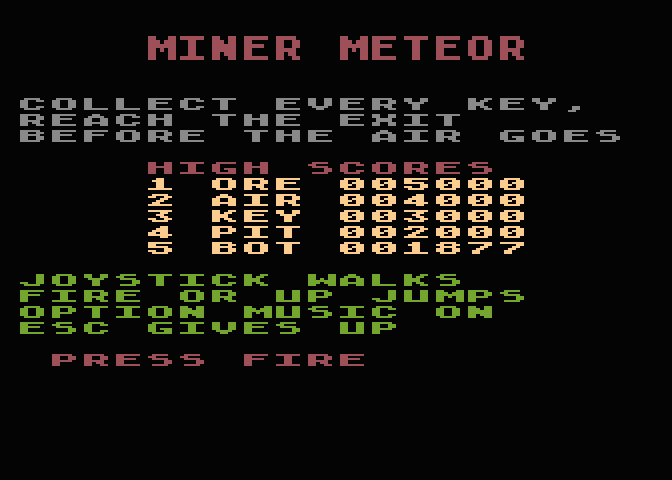 MINER METEOR
COLLECT EVERY KEY,
REACH THE EXIT
BEFORE THE AIR GOES
HIGH SCORES
1 ORE 005000
2 AIR 004000
3 KEY 003000
4 PIT 002000
5 BOT 001877
JOYSTICK WALKS
FIRE OR UP JUMPS
OPTION MUSIC ON
ESC GIVES UP
PRESS FIRE